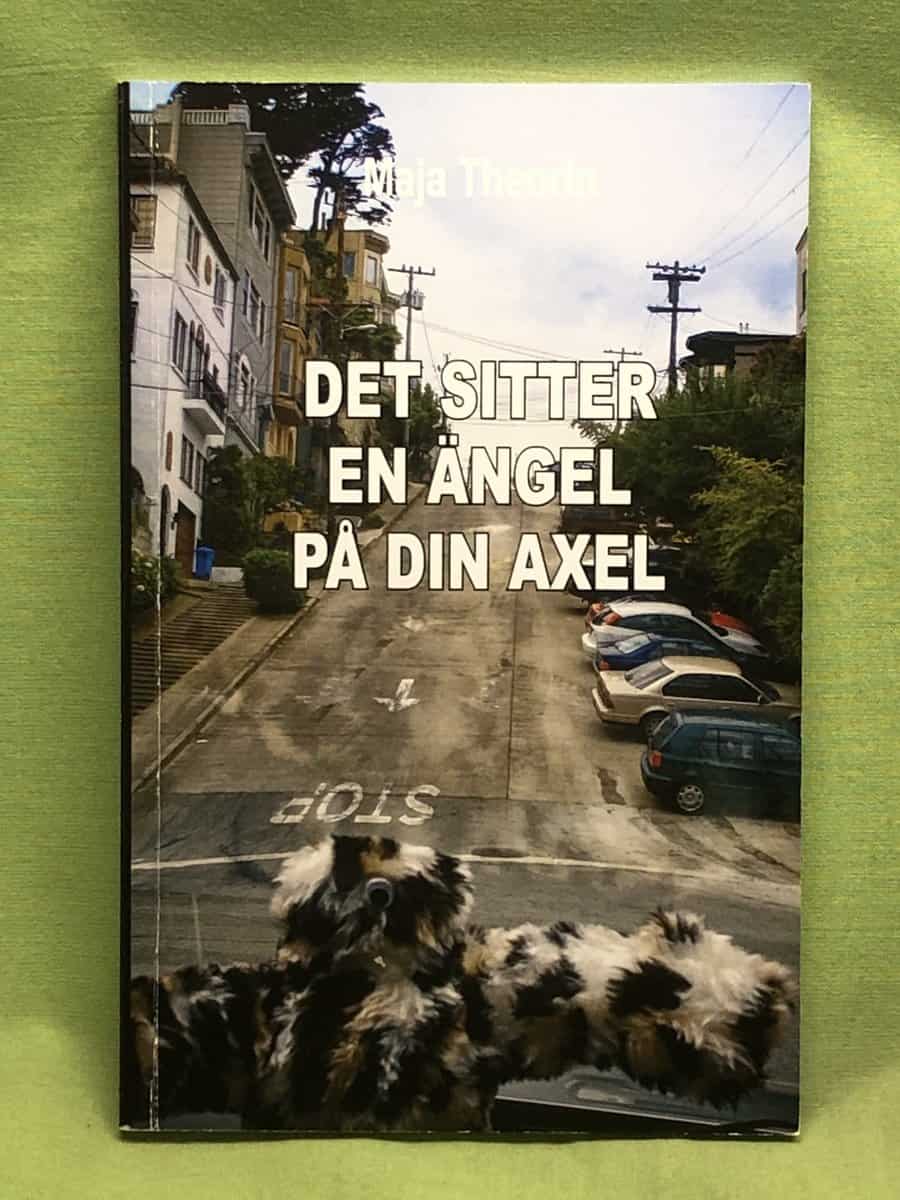 Maja Theorin
DET SITTER
EN ÄNGEL
PÅ DIN AXEL
STOP